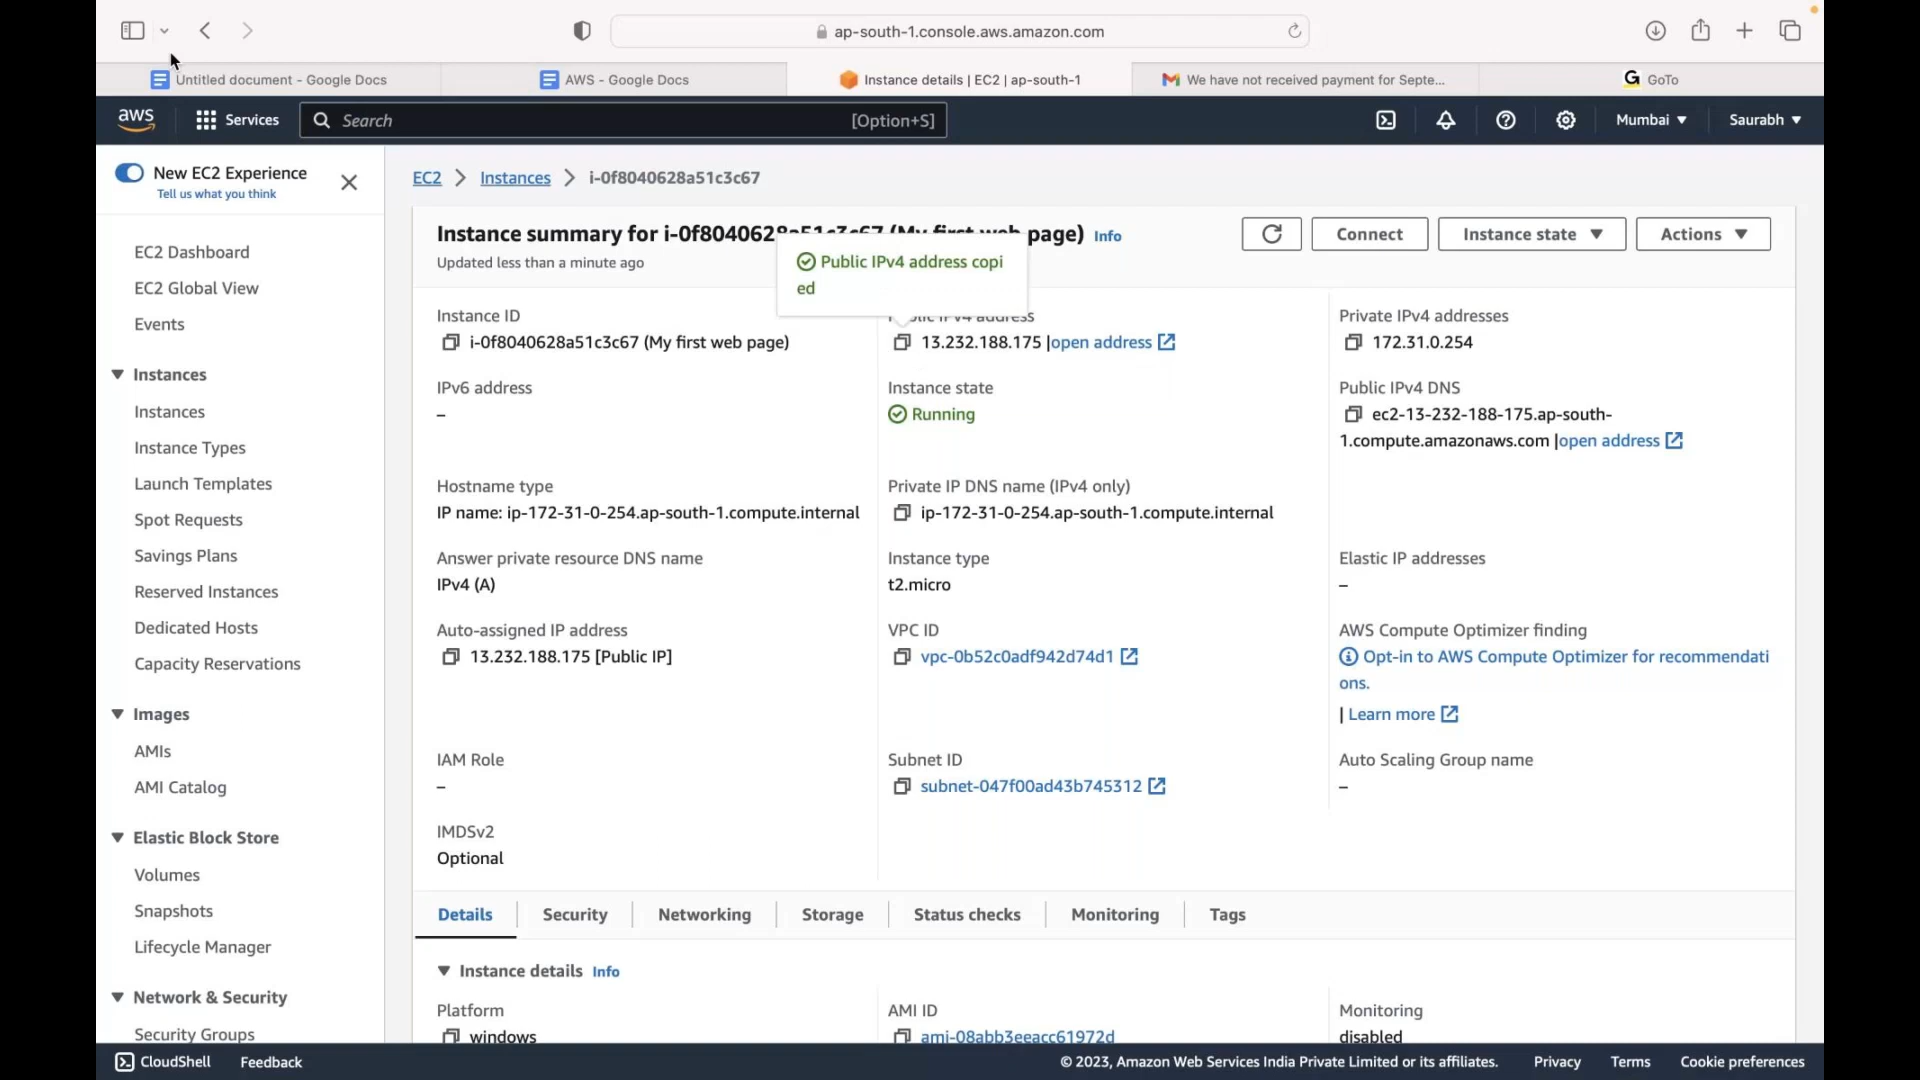 ap-south-1.console.aws.amazon.com
Untitled document - Google Docs
AWS - Google Docs
Instance details | EC2 | ap-south-1
We have not received payment for Septe...
G GoTo
aws
Services
Search
[Option+S]
Mumbai
Saurabh
New EC2 Experience
Tell us what you think
EC2 Dashboard
EC2 Global View
Events
Instances
Instances
Instance Types
Launch Templates
Spot Requests
Savings Plans
Reserved Instances
Dedicated Hosts
Capacity Reservations
Images
AMIs
AMI Catalog
Elastic Block Store
Volumes
Snapshots
Lifecycle Manager
Network & Security
Security Groups
EC2 > Instances > i-0f8040628a51c3c67
Instance summary for i-0f8040628a51c3c67 (My first web page) Info
Updated less than a minute ago
Connect
Instance state
Actions
Public IPv4 address copi
ed
Instance ID
i-0f8040628a51c3c67 (My first web page)
Public IPv4 address
13.232.188.175 |open address
Private IPv4 addresses
172.31.0.254
IPv6 address
–
Instance state
Running
Public IPv4 DNS
ec2-13-232-188-175.ap-south-
1.compute.amazonaws.com |open address
Hostname type
IP name: ip-172-31-0-254.ap-south-1.compute.internal
Private IP DNS name (IPv4 only)
ip-172-31-0-254.ap-south-1.compute.internal
Answer private resource DNS name
IPv4 (A)
Instance type
t2.micro
Elastic IP addresses
–
Auto-assigned IP address
13.232.188.175 [Public IP]
VPC ID
vpc-0b52c0adf942d74d1
AWS Compute Optimizer finding
Opt-in to AWS Compute Optimizer for recommendati
ons.
| Learn more
IAM Role
–
Subnet ID
subnet-047f00ad43b745312
Auto Scaling Group name
–
IMDSv2
Optional
Details
Security
Networking
Storage
Status checks
Monitoring
Tags
Instance details Info
Platform
windows
AMI ID
ami-08abb3eeacc61972d
Monitoring
disabled
CloudShell
Feedback
© 2023, Amazon Web Services India Private Limited or its affiliates.
Privacy
Terms
Cookie preferences